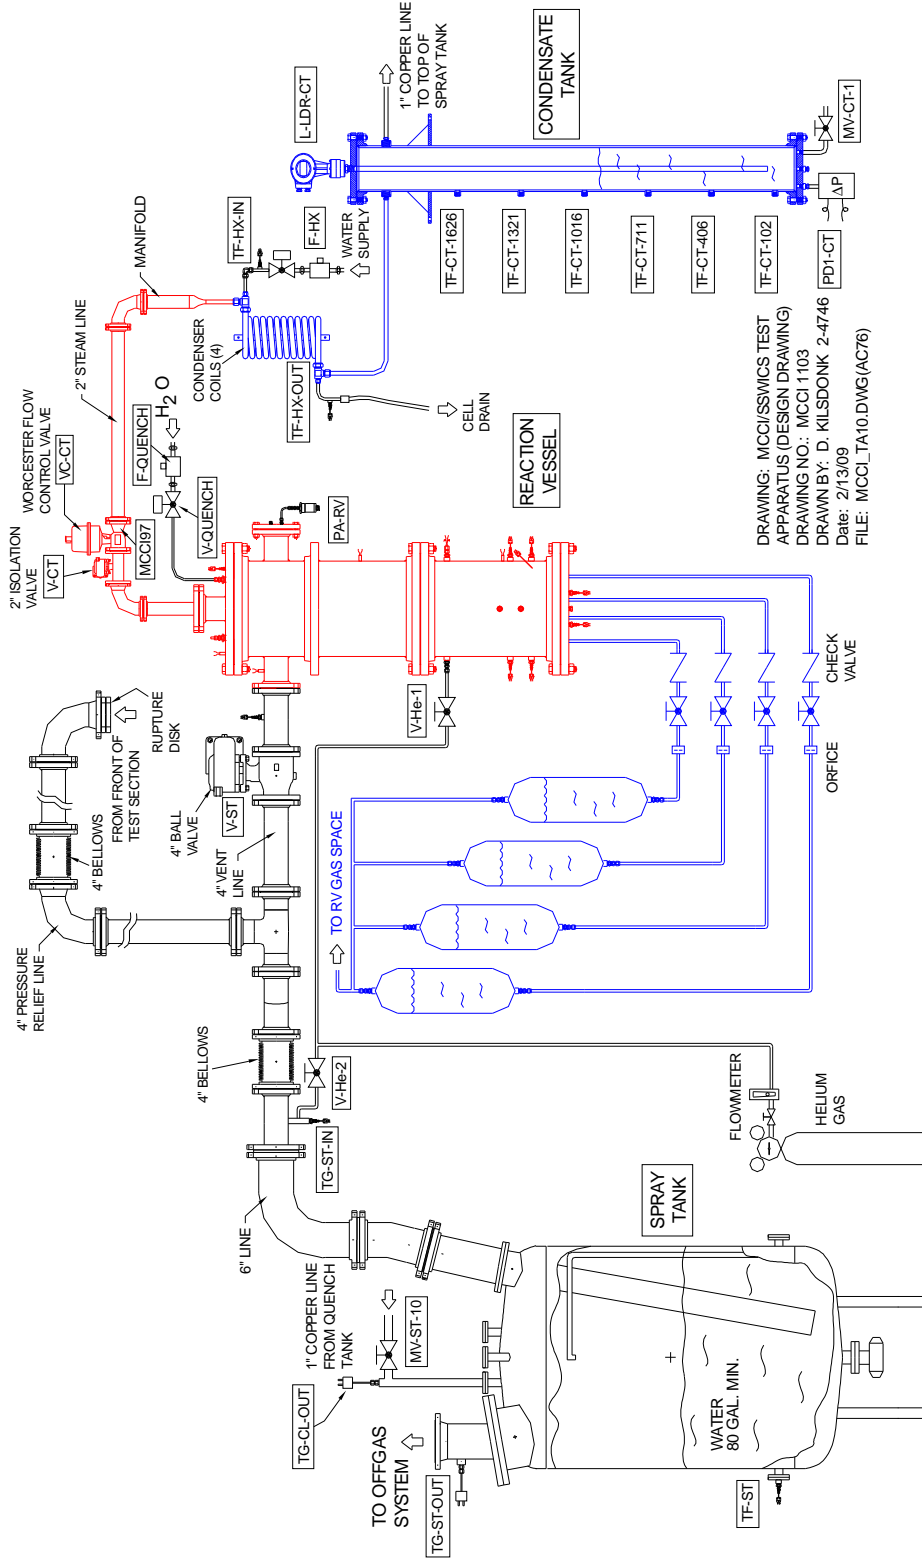 4" PRESSURE
RELIEF LINE
4" BELLOWS
FROM FRONT OF
TEST SECTION
RUPTURE
DISK
2" ISOLATION
VALVE
V-CT
WORCESTER FLOW
CONTROL VALVE
VC-CT
MCCI97
2" STEAM LINE
MANIFOLD
F-QUENCH
H2 O
V-QUENCH
CONDENSER
COILS (4)
TF-HX-IN
F-HX
WATER
SUPPLY
TF-HX-OUT
CELL
DRAIN
L-LDR-CT
1" COPPER LINE
TO TOP OF
SPRAY TANK
CONDENSATE
TANK
TF-CT-1626
TF-CT-1321
TF-CT-1016
TF-CT-711
TF-CT-406
TF-CT-102
PD1-CT
ΔP
MV-CT-1
REACTION
VESSEL
PA-RV
4" BALL
VALVE
V-ST
4" VENT
LINE
4" BELLOWS
V-He-1
V-He-2
TG-ST-IN
6" LINE
1" COPPER LINE
FROM QUENCH
TANK
MV-ST-10
TG-CL-OUT
TO OFFGAS
SYSTEM
TG-ST-OUT
TO RV GAS SPACE
CHECK
VALVE
ORFICE
FLOWMETER
HELIUM
GAS
SPRAY
TANK
WATER
80 GAL. MIN.
TF-ST
DRAWING: MCCI/SSWICS TEST
APPARATUS (DESIGN DRAWING)
DRAWING NO.: MCCI 1103
DRAWN BY: D. KILSDONK 2-4746
Date: 2/13/09
FILE: MCCI_TA10.DWG(AC76)